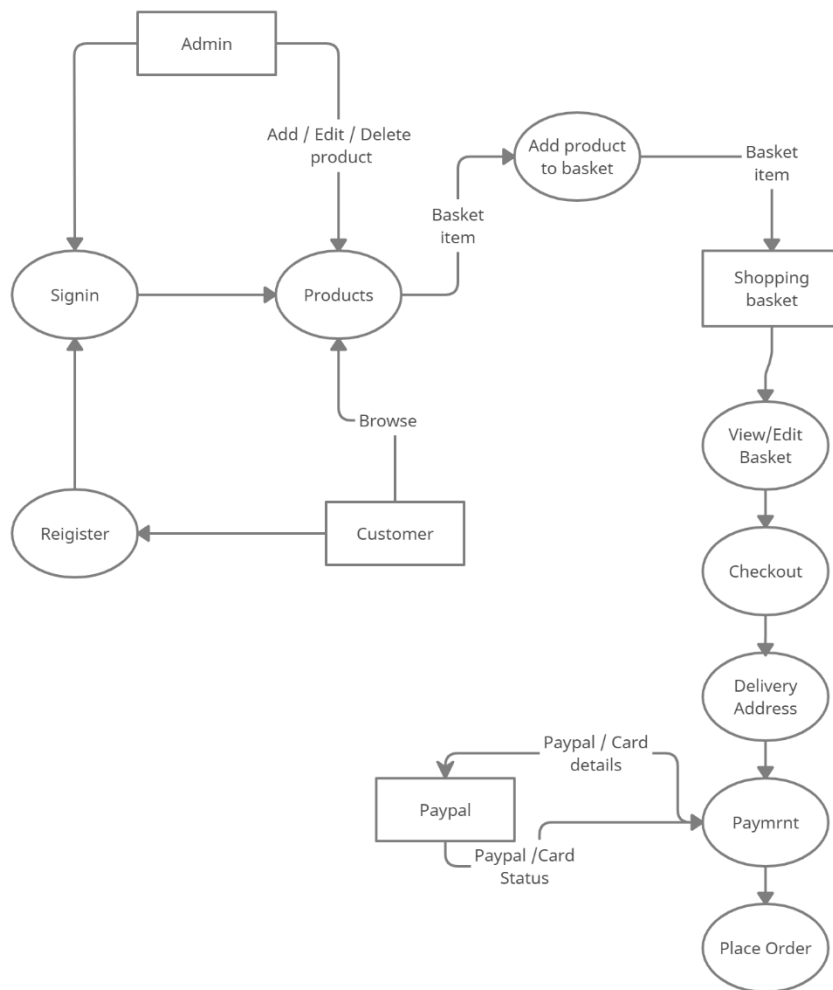 Admin
Add / Edit / Delete
product
Add product
to basket
Basket
item
Basket
item
Signin
Products
Shopping
basket
Browse
View/Edit
Basket
Reigister
Customer
Checkout
Delivery
Address
Paypal / Card
details
Paypal
Paymrnt
Paypal /Card
Status
Place Order